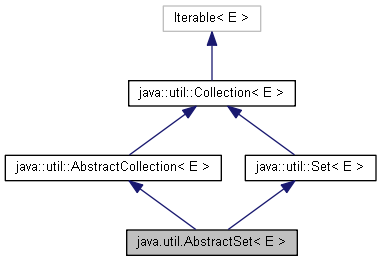 Iterable< E >
java::util::Collection< E >
java::util::AbstractCollection< E >
java::util::Set< E >
java.util.AbstractSet< E >